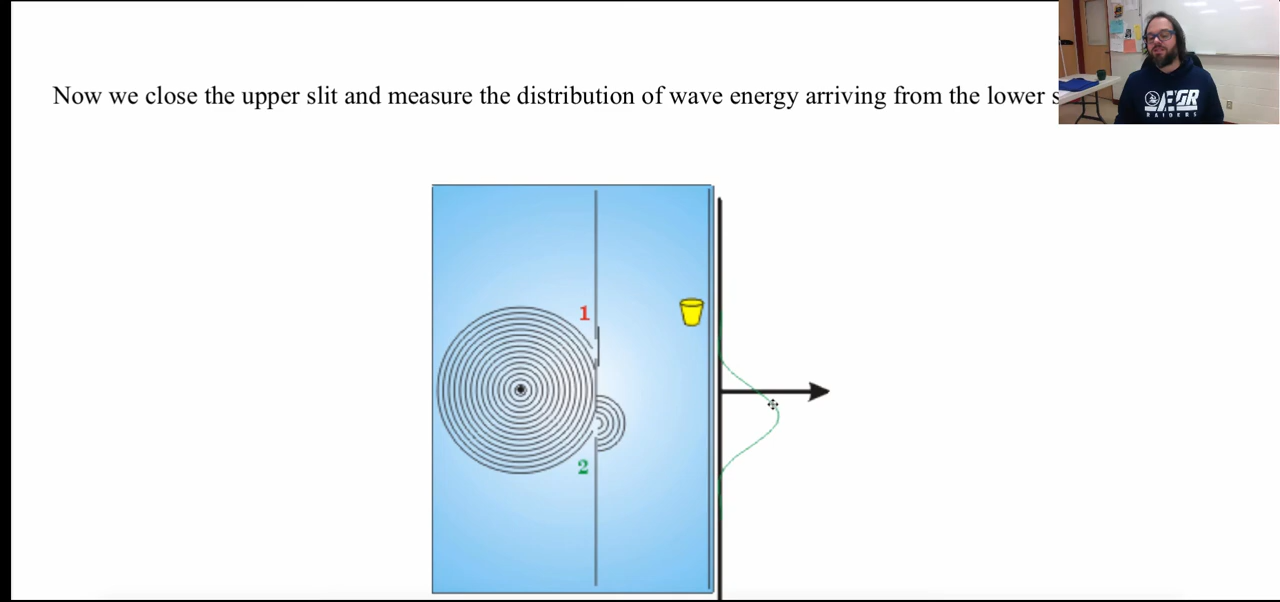 Now we close the upper slit and measure the distribution of wave energy arriving from the lower s
1
2
RAIDERS